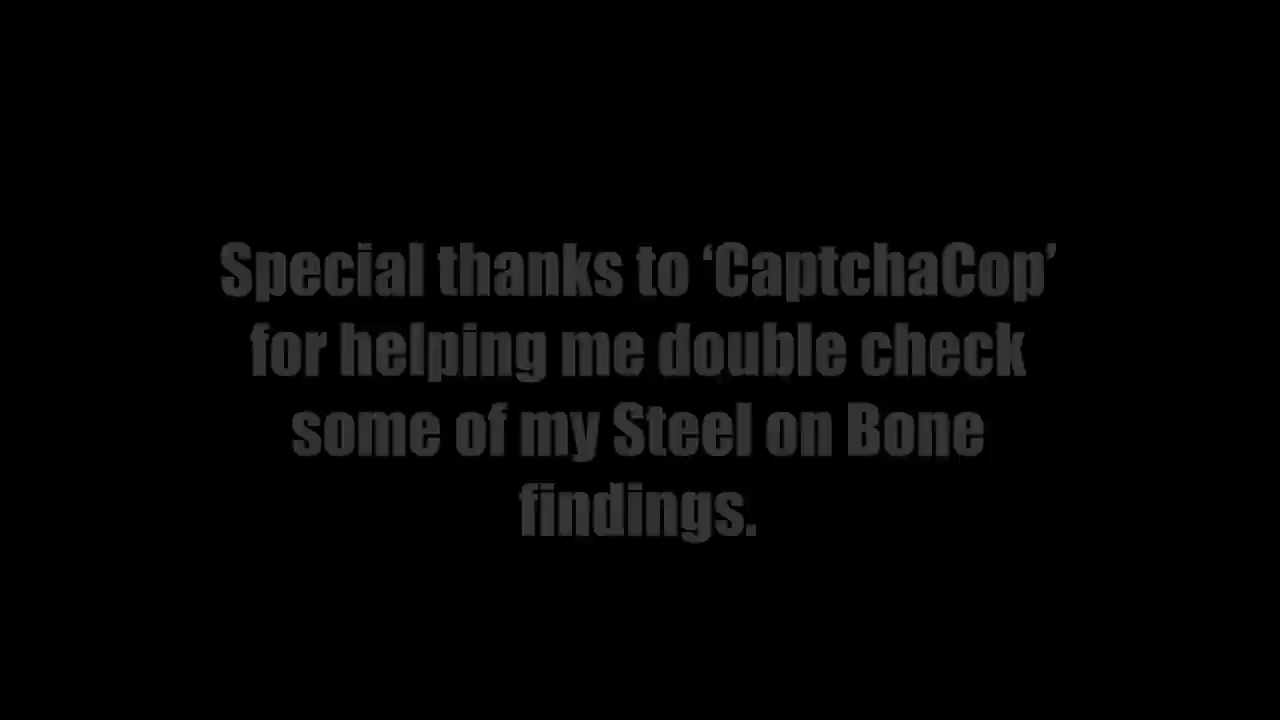 Special thanks to ‘CaptchaCop’
for helping me double check
some of my Steel on Bone
findings.